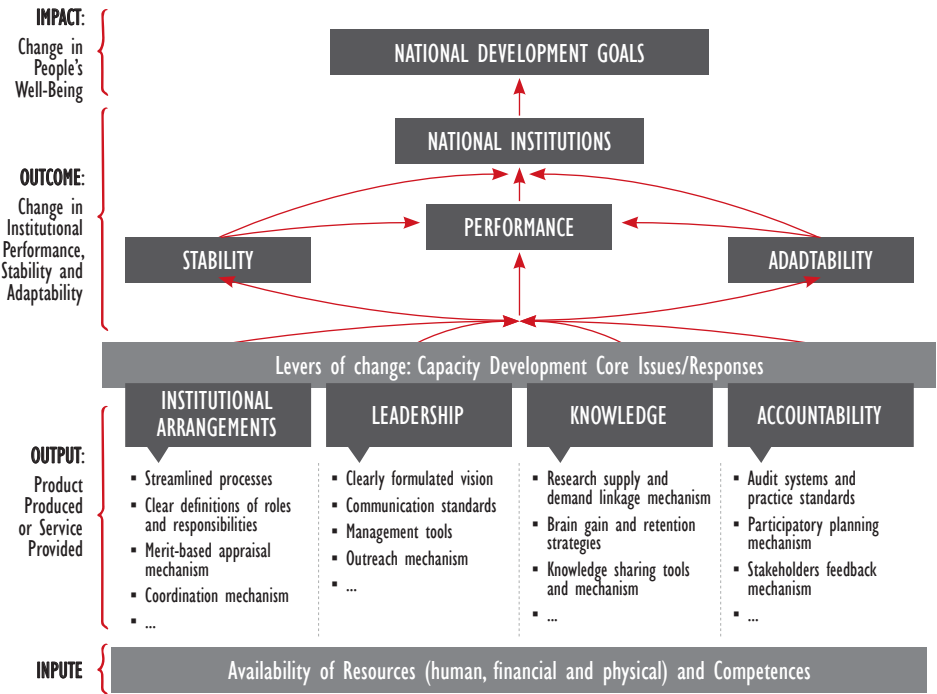 IMPACT:
Change in
People's
Well-Being
NATIONAL DEVELOPMENT GOALS
NATIONAL INSTITUTIONS
OUTCOME:
Change in
Institutional
Performance,
Stability and
Adaptability
PERFORMANCE
STABILITY
ADADTABILITY
Levers of change: Capacity Development Core Issues/Responses
OUTPUT:
Product
Produced
or Service
Provided
INSTITUTIONAL
ARRANGEMENTS
▪ Streamlined processes
▪ Clear definitions of roles
and responsibilities
▪ Merit-based appraisal
mechanism
▪ Coordination mechanism
▪ ...
LEADERSHIP
▪ Clearly formulated vision
▪ Communication standards
▪ Management tools
▪ Outreach mechanism
▪ ...
KNOWLEDGE
▪ Research supply and
demand linkage mechanism
▪ Brain gain and retention
strategies
▪ Knowledge sharing tools
and mechanism
▪ ...
ACCOUNTABILITY
▪ Audit systems and
practice standards
▪ Participatory planning
mechanism
▪ Stakeholders feedback
mechanism
▪ ...
INPUTE
Availability of Resources (human, financial and physical) and Competences